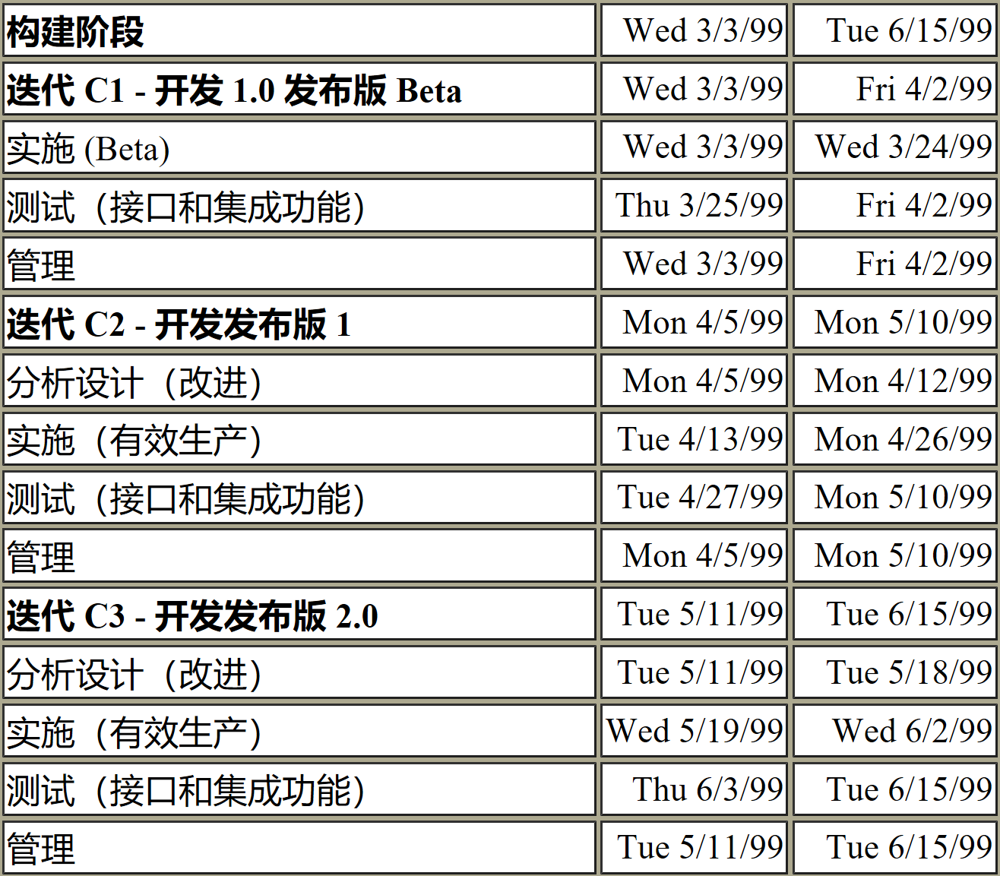 构建阶段 Wed 3/3/99 Tue 6/15/99
迭代 C1 - 开发 1.0 发布版 Beta Wed 3/3/99 Fri 4/2/99
实施 (Beta) Wed 3/3/99 Wed 3/24/99
测试（接口和集成功能） Thu 3/25/99 Fri 4/2/99
管理 Wed 3/3/99 Fri 4/2/99
迭代 C2 - 开发发布版 1 Mon 4/5/99 Mon 5/10/99
分析设计（改进） Mon 4/5/99 Mon 4/12/99
实施（有效生产） Tue 4/13/99 Mon 4/26/99
测试（接口和集成功能） Tue 4/27/99 Mon 5/10/99
管理 Mon 4/5/99 Mon 5/10/99
迭代 C3 - 开发发布版 2.0 Tue 5/11/99 Tue 6/15/99
分析设计（改进） Tue 5/11/99 Tue 5/18/99
实施（有效生产） Wed 5/19/99 Wed 6/2/99
测试（接口和集成功能） Thu 6/3/99 Tue 6/15/99
管理 Tue 5/11/99 Tue 6/15/99